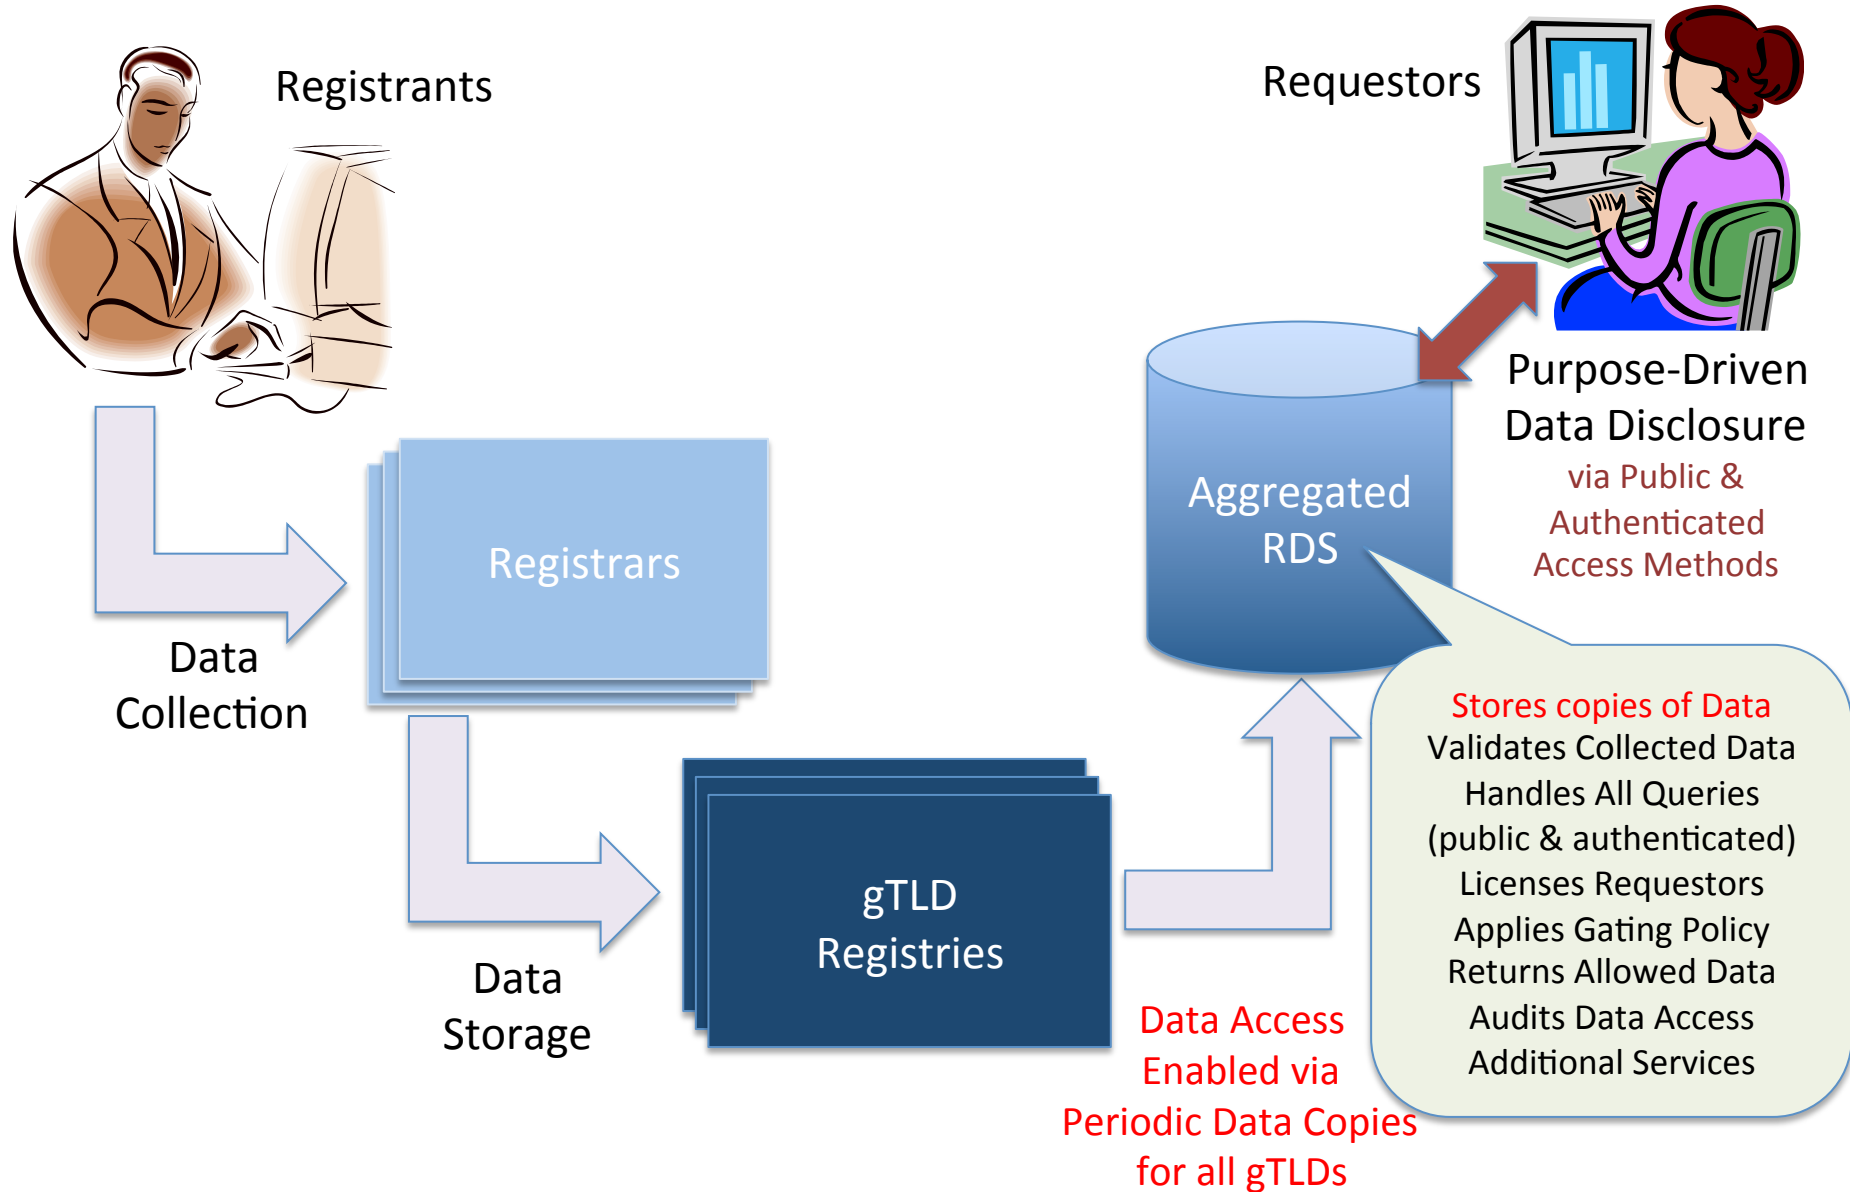 Registrants
Requestors
Purpose-Driven
Data Disclosure
via Public &
Authenticated
Access Methods
Aggregated
RDS
Registrars
Data
Collection
Stores copies of Data
Validates Collected Data
Handles All Queries
(public & authenticated)
Licenses Requestors
Applies Gating Policy
Returns Allowed Data
Audits Data Access
Additional Services
gTLD
Registries
Data
Storage
Data Access
Enabled via
Periodic Data Copies
for all gTLDs